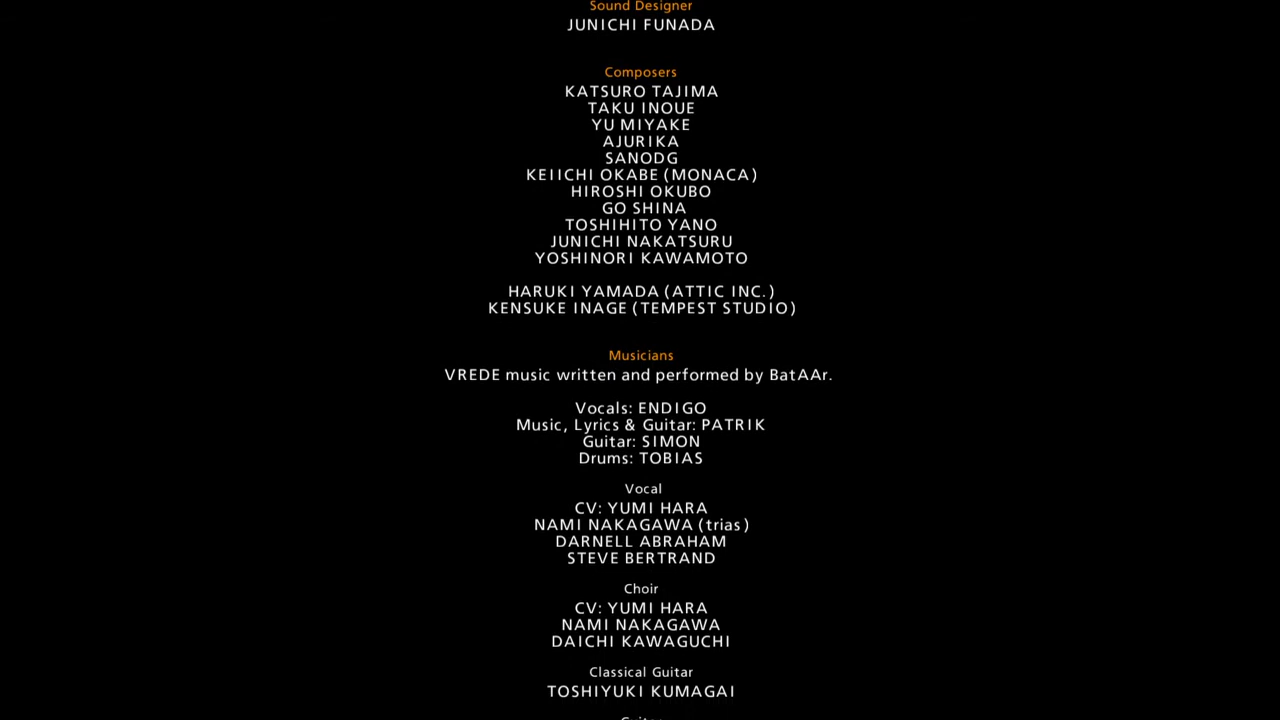 Sound Designer
JUNICHI FUNADA
Composers
KATSURO TAJIMA
TAKU INOUE
YU MIYAKE
AJURIKA
SANODG
KEIICHI OKABE (MONACA)
HIROSHI OKUBO
GO SHINA
TOSHIHITO YANO
JUNICHI NAKATSURU
YOSHINORI KAWAMOTO
HARUKI YAMADA (ATTIC INC.)
KENSUKE INAGE (TEMPEST STUDIO)
Musicians
VREDE music written and performed by BatAAr.
Vocals: ENDIGO
Music, Lyrics & Guitar: PATRIK
Guitar: SIMON
Drums: TOBIAS
Vocal
CV: YUMI HARA
NAMI NAKAGAWA (trias)
DARNELL ABRAHAM
STEVE BERTRAND
Choir
CV: YUMI HARA
NAMI NAKAGAWA
DAICHI KAWAGUCHI
Classical Guitar
TOSHIYUKI KUMAGAI